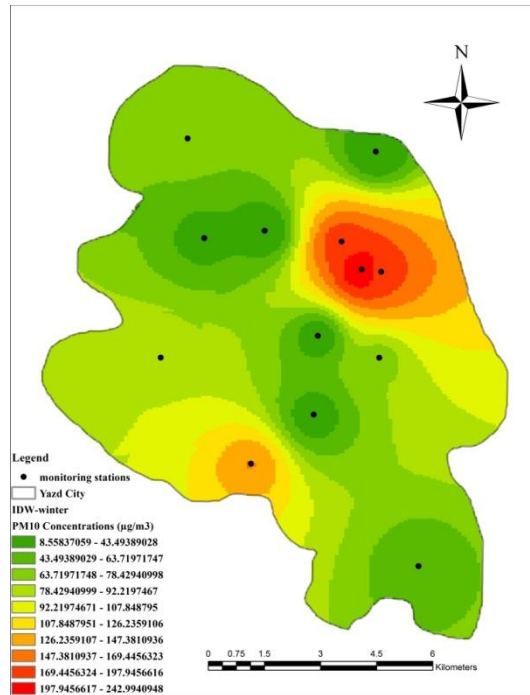 N
Legend
monitoring stations
Yazd City
IDW-winter
PM10 Concentrations (µg/m3)
8.55837059 - 43.49389028
43.49389029 - 63.71971747
63.71971748 - 78.42940998
78.42940999 - 92.2197467
92.21974671 - 107.848795
107.8487951 - 126.2359106
126.2359107 - 147.3810936
147.3810937 - 169.4456323
169.4456324 - 197.9456616
197.9456617 - 242.9940948
0 0.75 1.5 3 4.5 6
Kilometers